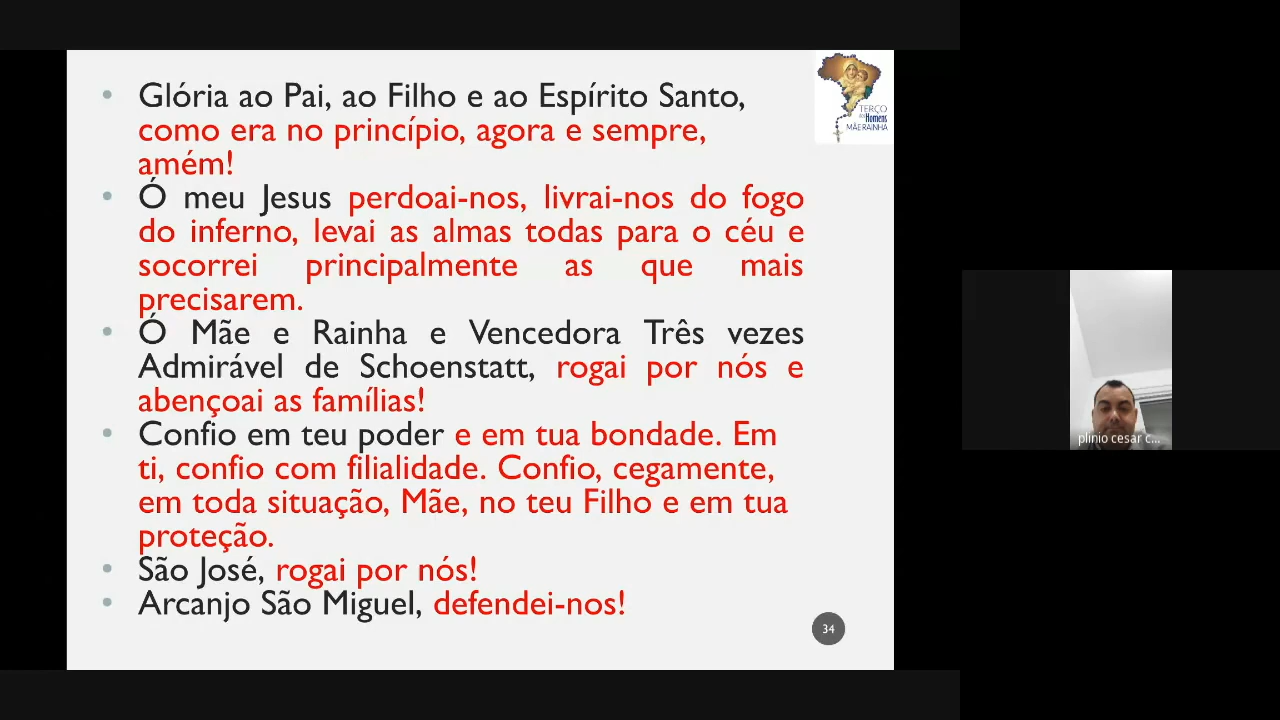 Glória ao Pai, ao Filho e ao Espírito Santo,
como era no princípio, agora e sempre,
amém!
Ó meu Jesus perdoai-nos, livrai-nos do fogo
do inferno, levai as almas todas para o céu e
socorrei principalmente as que mais
precisarem.
Ó Mãe e Rainha e Vencedora Três vezes
Admirável de Schoenstatt, rogai por nós e
abençoai as famílias!
Confio em teu poder e em tua bondade. Em
ti, confio com filialidade. Confio, cegamente,
em toda situação, Mãe, no teu Filho e em tua
proteção.
São José, rogai por nós!
Arcanjo São Miguel, defendei-nos!
34
TERÇO
dos Homens
MÃE RAINHA
plinio cesar c...